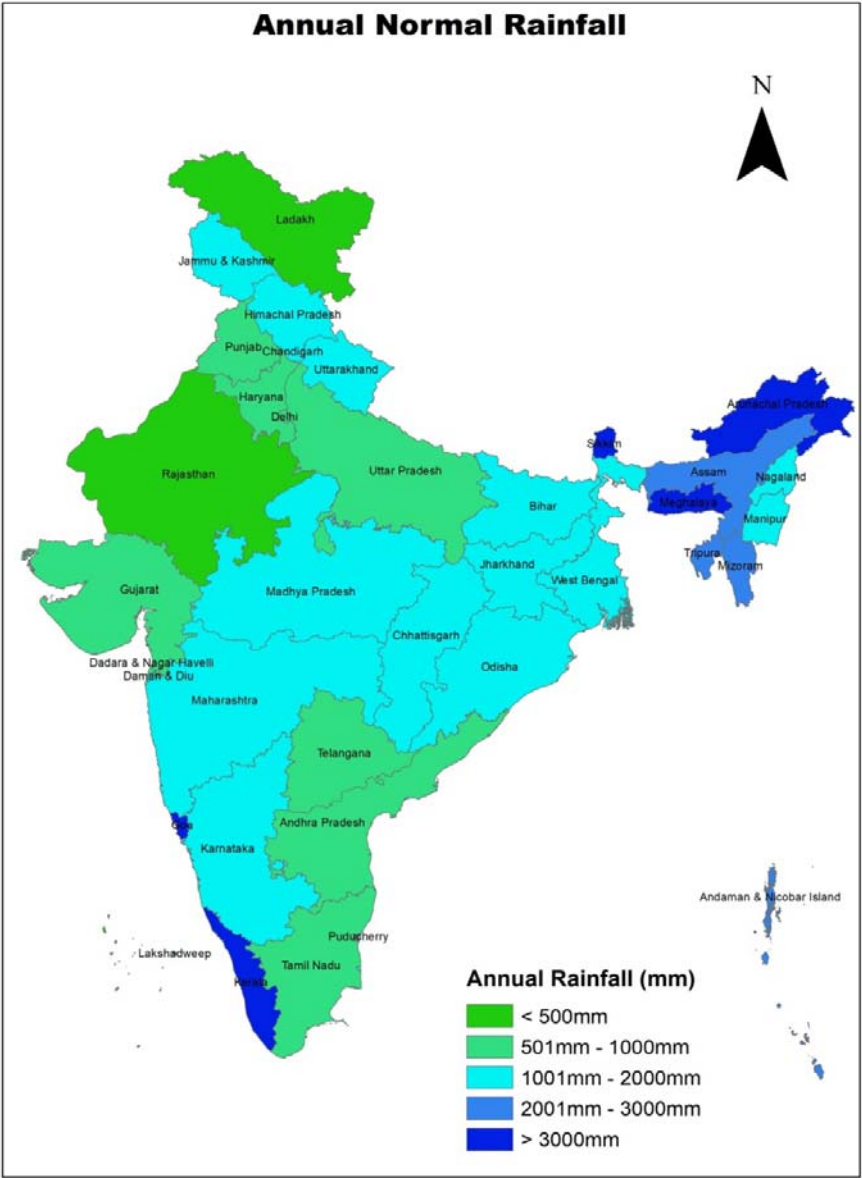 Annual Normal Rainfall
N
Ladakh
Jammu & Kashmir
Himachal Pradesh
Punjab
Chandigarh
Uttarakhand
Haryana
Delhi
Arunachal Pradesh
Sikkim
Rajasthan
Uttar Pradesh
Assam
Nagaland
Meghalaya
Bihar
Manipur
Tripura
Mizoram
Jharkhand
West Bengal
Gujarat
Madhya Pradesh
Chhattisgarh
Dadara & Nagar Havelli
Daman & Diu
Odisha
Maharashtra
Telangana
Goa
Andhra Pradesh
Karnataka
Andaman & Nicobar Island
Puducherry
Lakshadweep
Tamil Nadu
Kerala
Annual Rainfall (mm)
< 500mm
501mm - 1000mm
1001mm - 2000mm
2001mm - 3000mm
> 3000mm